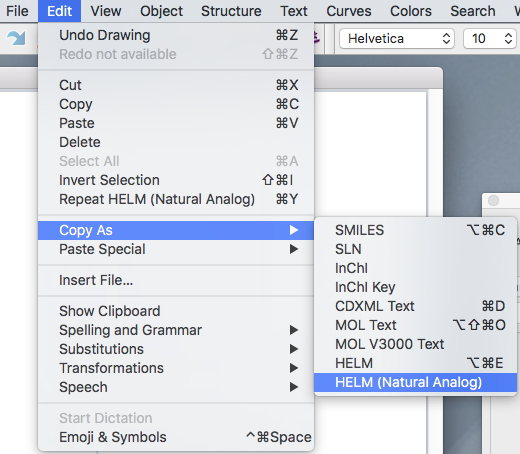 File Edit View Object Structure Text Curves Colors Search
Helvetica 10
Undo Drawing ⌘Z
Redo not available ⇧⌘Z
Cut ⌘X
Copy ⌘C
Paste ⌘V
Delete
Select All ⌘A
Invert Selection ⇧⌘I
Repeat HELM (Natural Analog) ⌘Y
Copy As
Paste Special
Insert File...
Show Clipboard
Spelling and Grammar
Substitutions
Transformations
Speech
Start Dictation
Emoji & Symbols ^⌘Space
SMILES ⌥⌘C
SLN
InChI
InChI Key
CDXML Text ⌘D
MOL Text ⌥⇧⌘O
MOL V3000 Text
HELM ⌥⌘E
HELM (Natural Analog)